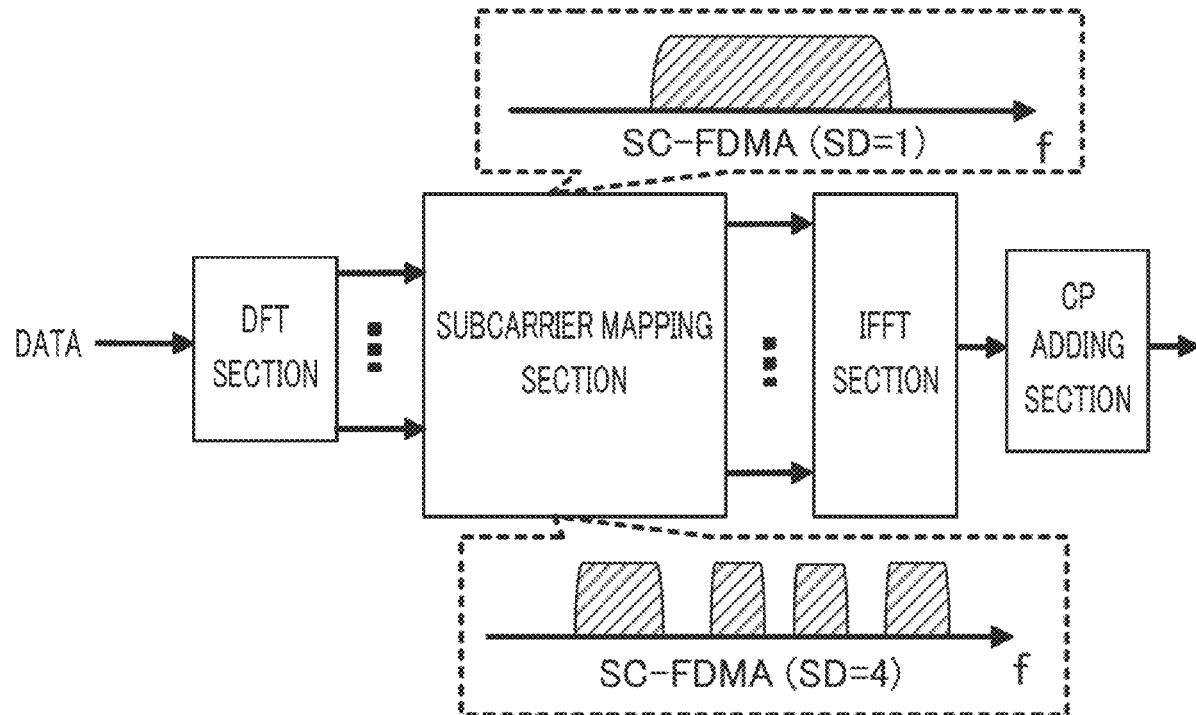 SC-FDMA (SD=1)
f
DATA
DFT
SECTION
SUBCARRIER MAPPING
SECTION
IFFT
SECTION
CP
ADDING
SECTION
SC-FDMA (SD=4)
f